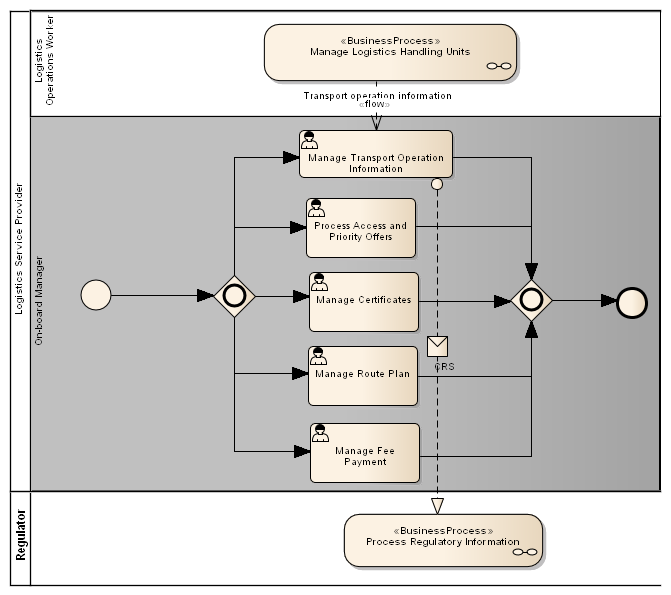 Logistics Service Provider
Logistics
Operations Worker
«BusinessProcess»
Manage Logistics Handling Units
Transport operation information
«flow»
On-board Manager
Manage Transport Operation
Information
Process Access and
Priority Offers
Manage Certificates
CRS
Manage Route Plan
Manage Fee
Payment
Regulator
«BusinessProcess»
Process Regulatory Information